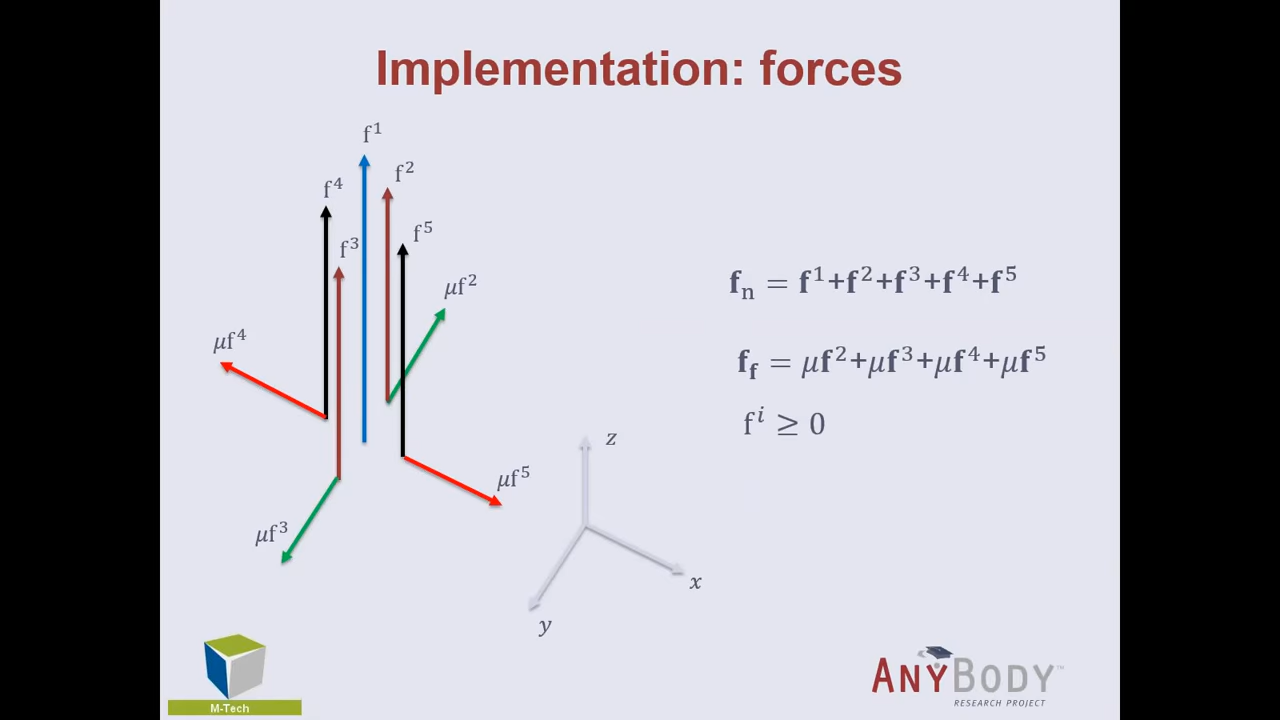 Implementation: forces
f¹
f²
f⁴
f⁵
f³
μf²
μf⁴
μf⁵
μf³
z
x
y
fₙ = f¹+f²+f³+f⁴+f⁵
f_f = μf²+μf³+μf⁴+μf⁵
fⁱ ≥ 0
M-Tech
ANYBODY™
RESEARCH PROJECT